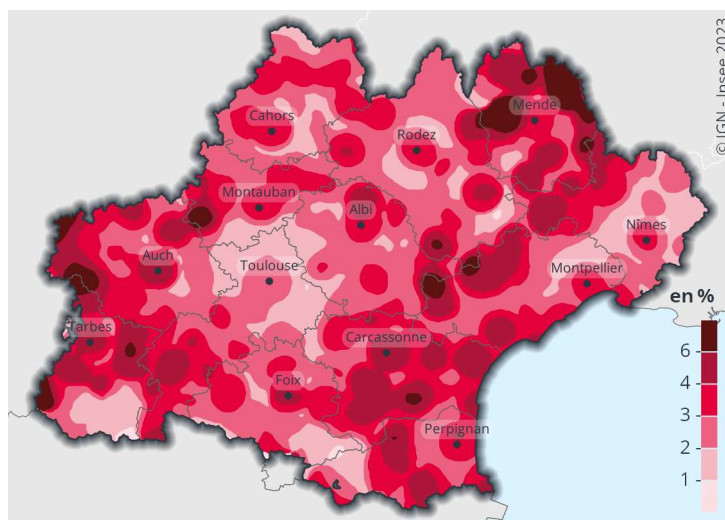 © IGN - Insee 2023
Mende
Cahors
Rodez
Montauban
Albi
Nîmes
Auch
Toulouse
Montpellier
en %
Tarbes
Carcassonne
6
4
Foix
3
Perpignan
2
1